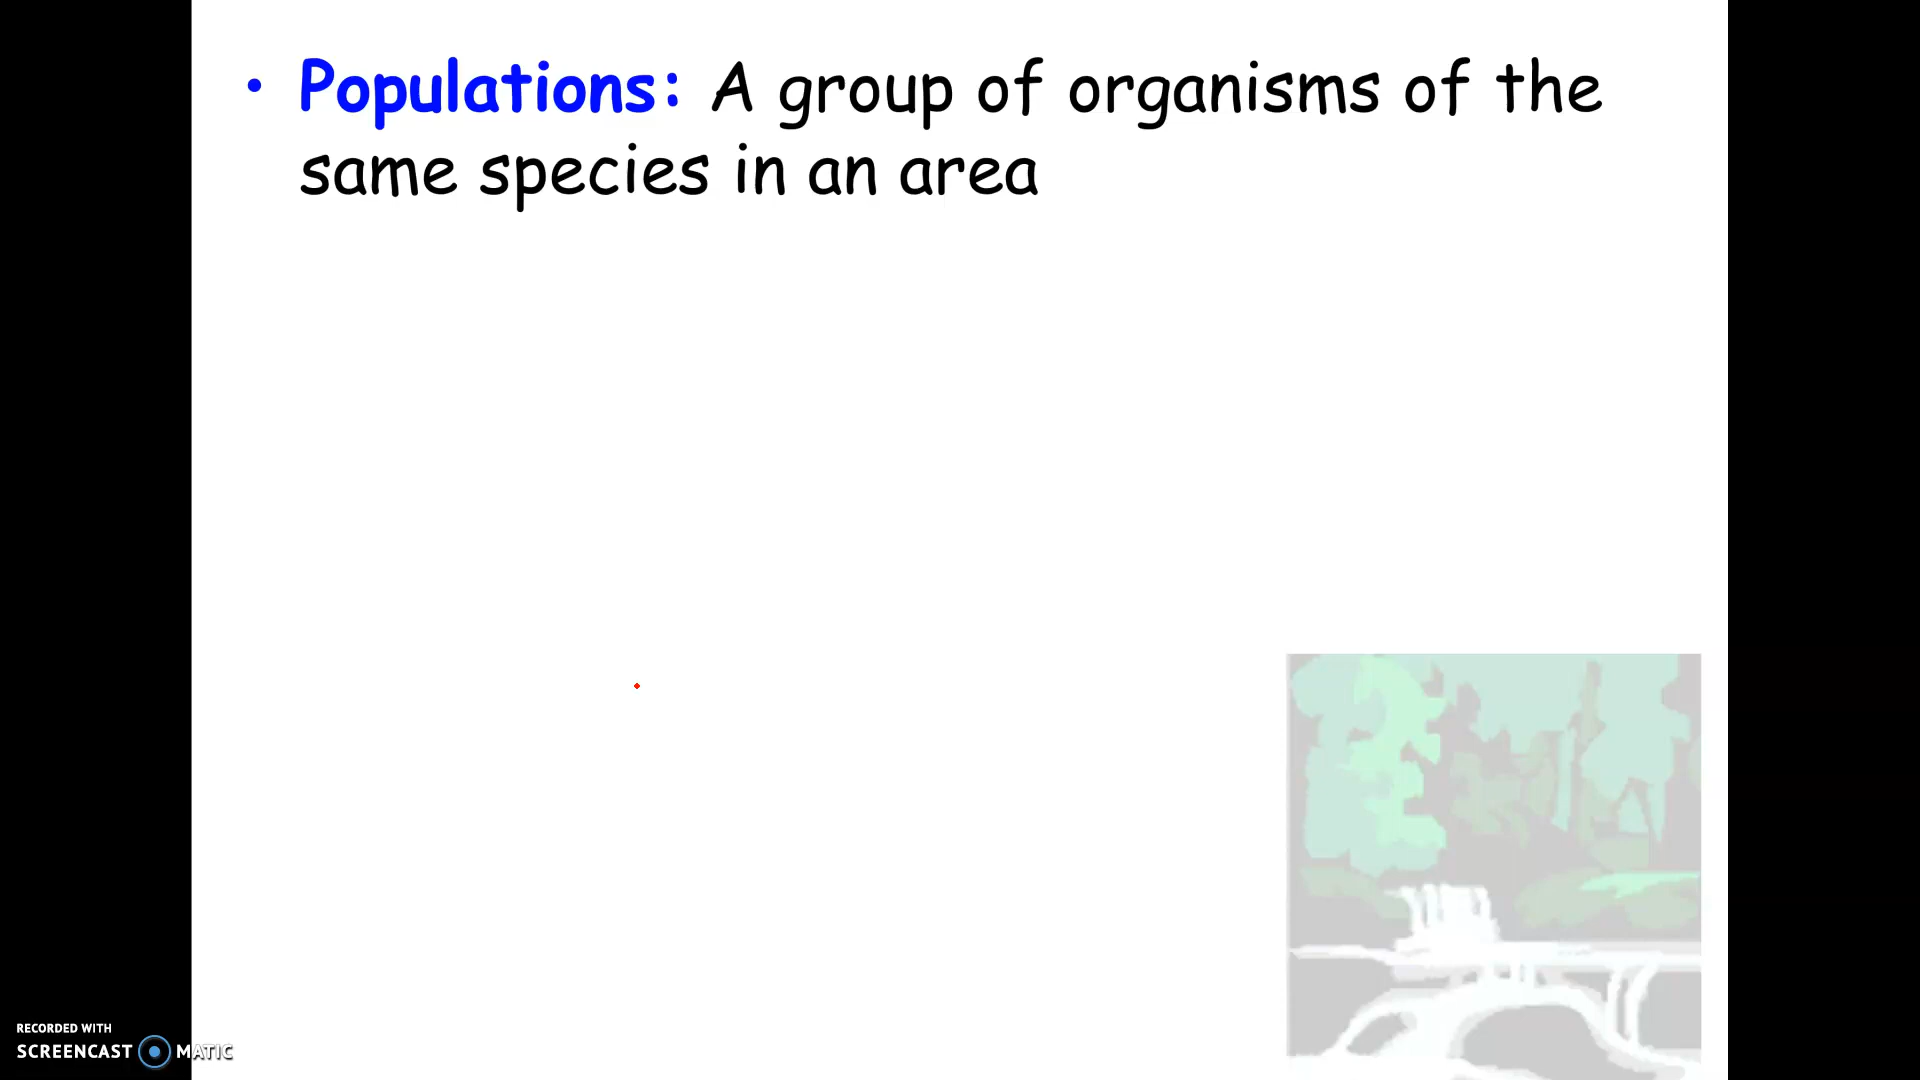 • Populations: A group of organisms of the
same species in an area
RECORDED WITH
SCREENCAST MATIC